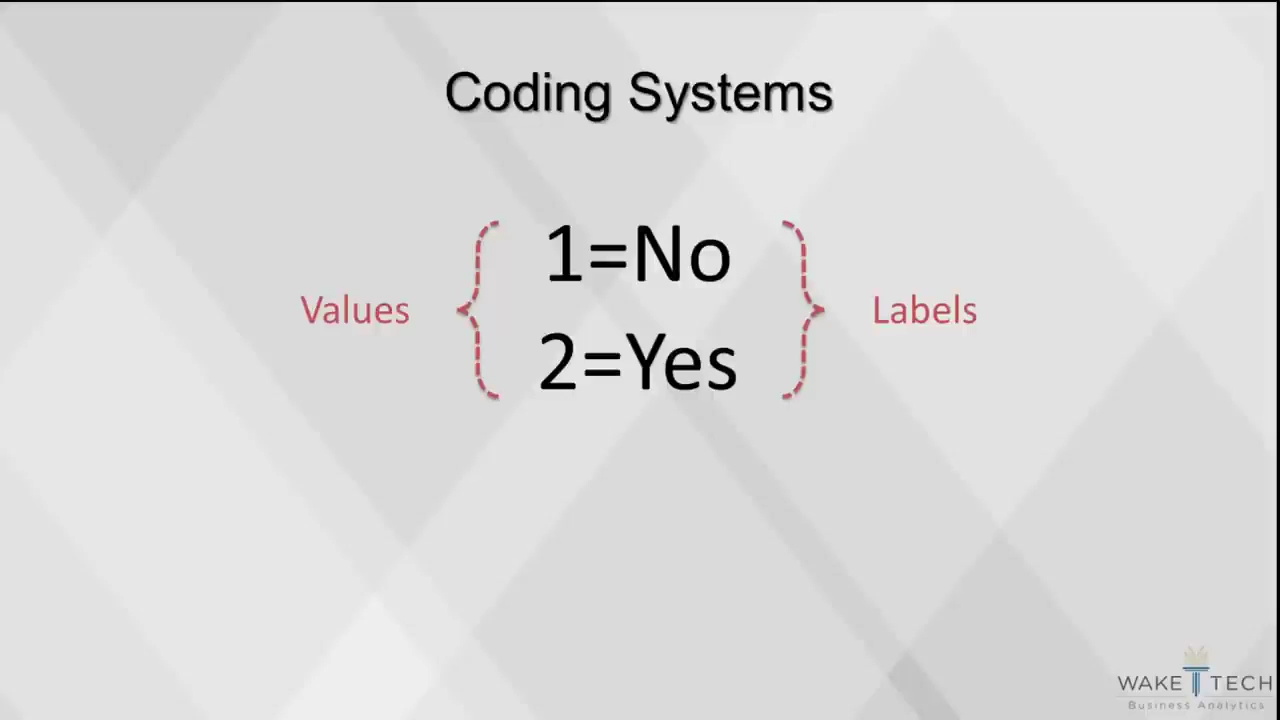 Coding Systems
1=No
Values
Labels
2=Yes
WAKE TECH
Business Analytics